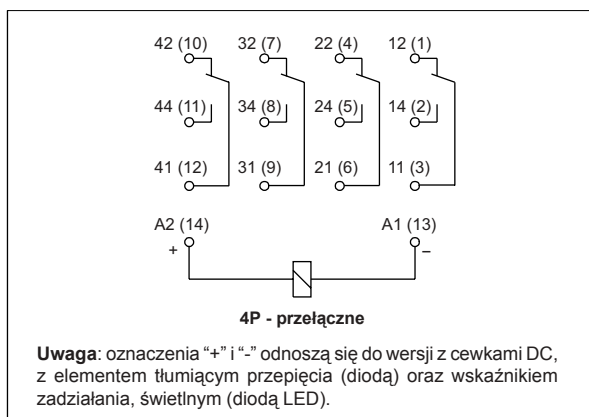 42 (10) 32 (7) 22 (4) 12 (1)
44 (11) 34 (8) 24 (5) 14 (2)
41 (12) 31 (9) 21 (6) 11 (3)
A2 (14) A1 (13)
+ –
4P - przełączne
Uwaga: oznaczenia “+” i “-” odnoszą się do wersji z cewkami DC,
z elementem tłumiącym przepięcia (diodą) oraz wskaźnikiem
zadziałania, świetlnym (diodą LED).